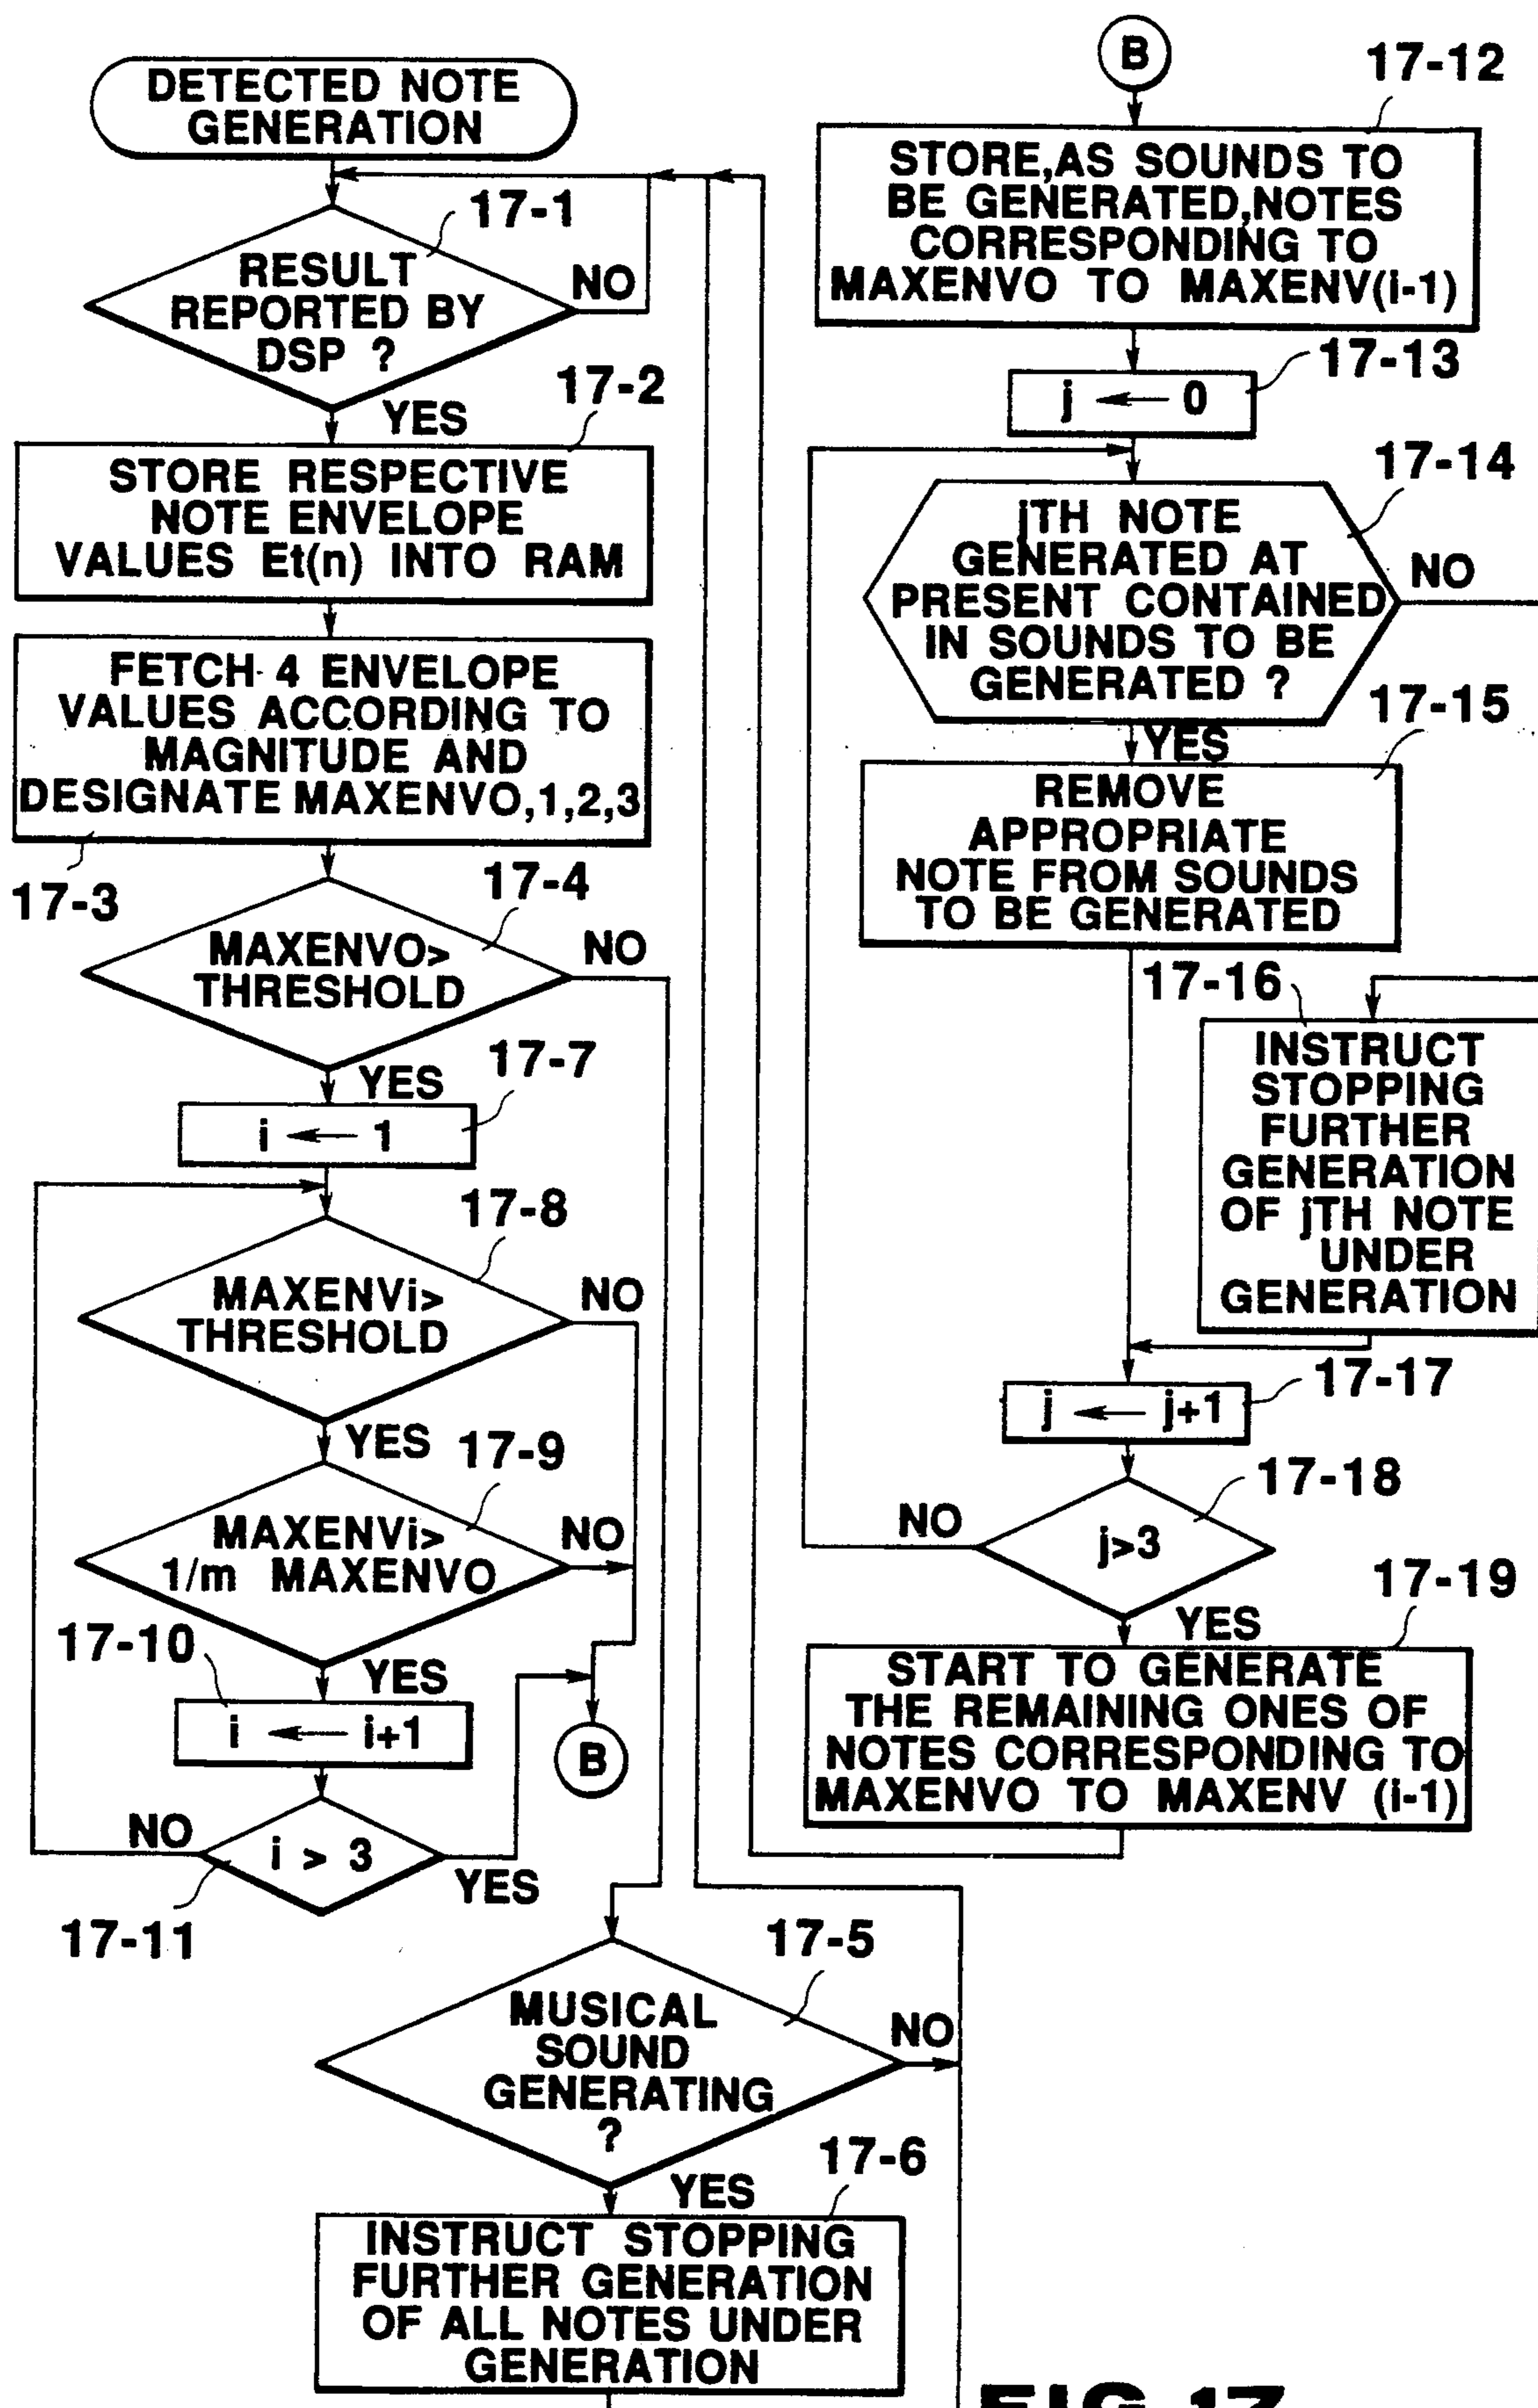 DETECTED NOTE
GENERATION
17-1
RESULT
REPORTED BY
DSP ?
NO
YES
17-2
STORE RESPECTIVE
NOTE ENVELOPE
VALUES Et(n) INTO RAM
FETCH 4 ENVELOPE
VALUES ACCORDING TO
MAGNITUDE AND
DESIGNATE MAXENVO,1,2,3
17-3
17-4
MAXENVO>
THRESHOLD
NO
YES
17-7
i ← 1
17-8
MAXENVi>
THRESHOLD
NO
YES
17-9
MAXENVi>
1/m MAXENVO
NO
17-10
YES
i ← i+1
B
NO
i > 3
YES
17-11
17-5
MUSICAL
SOUND
GENERATING
?
NO
YES
17-6
INSTRUCT STOPPING
FURTHER GENERATION
OF ALL NOTES UNDER
GENERATION
B
17-12
STORE,AS SOUNDS TO
BE GENERATED,NOTES
CORRESPONDING TO
MAXENVO TO MAXENV(i-1)
17-13
j ← 0
17-14
jTH NOTE
GENERATED AT
PRESENT CONTAINED
IN SOUNDS TO BE
GENERATED ?
NO
YES
17-15
REMOVE
APPROPRIATE
NOTE FROM SOUNDS
TO BE GENERATED
17-16
INSTRUCT
STOPPING
FURTHER
GENERATION
OF jTH NOTE
UNDER
GENERATION
17-17
j ← j+1
17-18
NO
j>3
YES
17-19
START TO GENERATE
THE REMAINING ONES OF
NOTES CORRESPONDING TO
MAXENVO TO MAXENV (i-1)
FIG.17